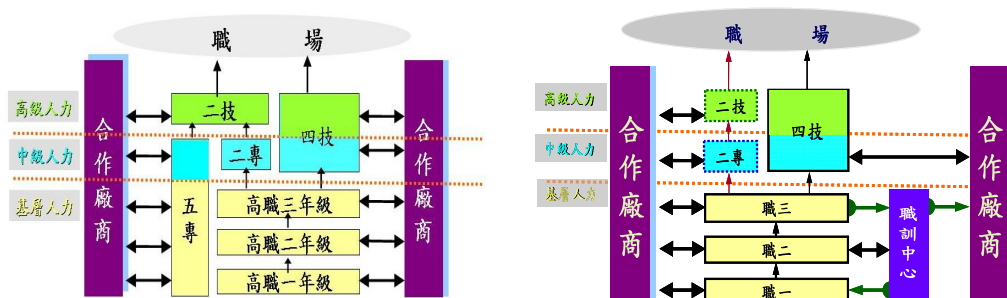 職 場
高級人力
中級人力
基層人力
合作廠商
二技
四技
二專
五專
高職三年級
高職二年級
高職一年級
合作廠商
職 場
高級人力
中級人力
基層人力
合作廠商
二技
四技
二專
職三
職二
職一
職訓中心
合作廠商